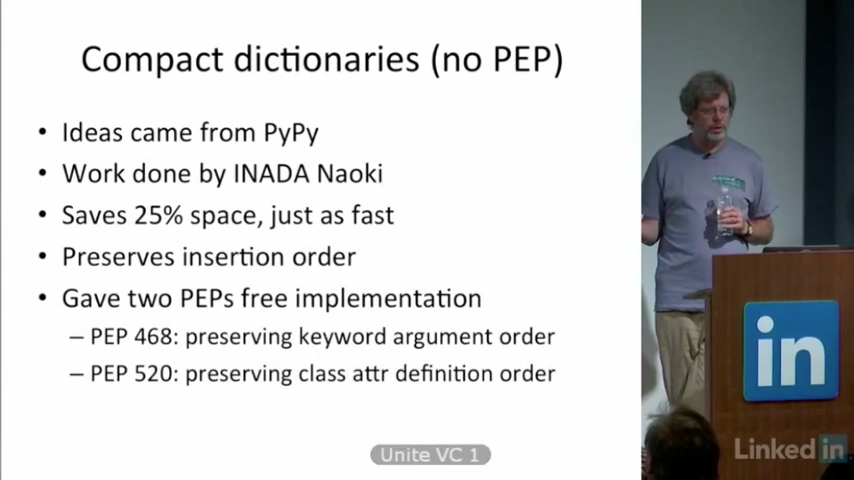 Compact dictionaries (no PEP)
• Ideas came from PyPy
• Work done by INADA Naoki
• Saves 25% space, just as fast
• Preserves insertion order
• Gave two PEPs free implementation
– PEP 468: preserving keyword argument order
– PEP 520: preserving class attr definition order
Unite VC 1
in
Linked in